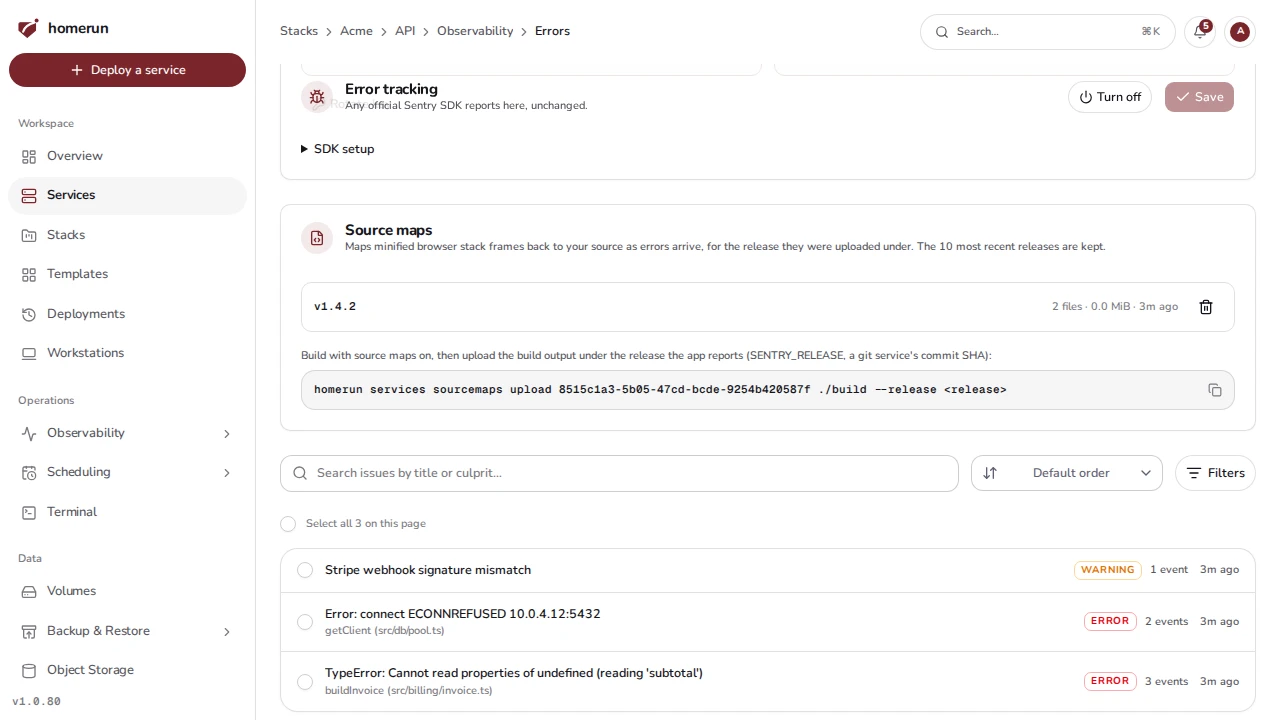 homerun
Stacks > Acme > API > Observability > Errors
Search...
⌘K
5
A
+ Deploy a service
Workspace
Overview
Services
Stacks
Templates
Deployments
Workstations
Operations
Observability
Scheduling
Terminal
Data
Volumes
Backup & Restore
Object Storage
v1.0.80
Error tracking
Any official Sentry SDK reports here, unchanged.
Turn off
Save
SDK setup
Source maps
Maps minified browser stack frames back to your source as errors arrive, for the release they were uploaded under. The 10 most recent releases are kept.
v1.4.2
2 files · 0.0 MiB · 3m ago
Build with source maps on, then upload the build output under the release the app reports (SENTRY_RELEASE, a git service's commit SHA):
homerun services sourcemaps upload 8515c1a3-5b05-47cd-bcde-9254b420587f ./build --release <release>
Search issues by title or culprit...
Default order
Filters
Select all 3 on this page
Stripe webhook signature mismatch
WARNING 1 event 3m ago
Error: connect ECONNREFUSED 10.0.4.12:5432
getClient (src/db/pool.ts)
ERROR 2 events 3m ago
TypeError: Cannot read properties of undefined (reading 'subtotal')
buildInvoice (src/billing/invoice.ts)
ERROR 3 events 3m ago